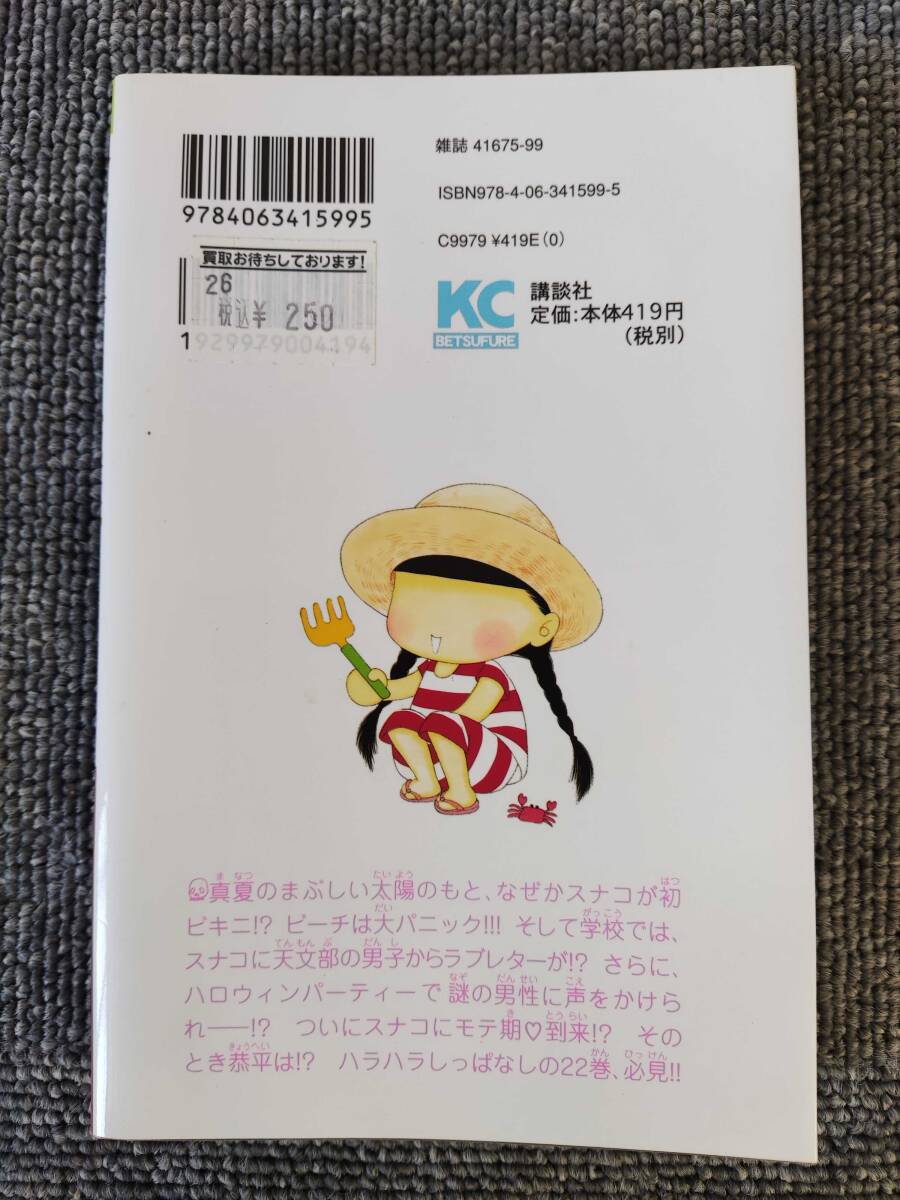 9784063415995
買取お待ちしております!
26
税込¥ 250
1929979004194
雑誌 41675-99
ISBN978-4-06-341599-5
C9979 ¥419E(0)
KC
BETSUFURE
講談社
定価:本体419円
(税別)
真夏のまぶしい太陽のもと、なぜかスナコが初
ビキニ!? ビーチは大パニック!!! そして学校では、
スナコに天文部の男子からラブレターが!? さらに、
ハロウィンパーティーで謎の男性に声をかけら
れ――!? ついにスナコにモテ期♡到来!? その
とき恭平は!? ハラハラしっぱなしの22巻、必見!!